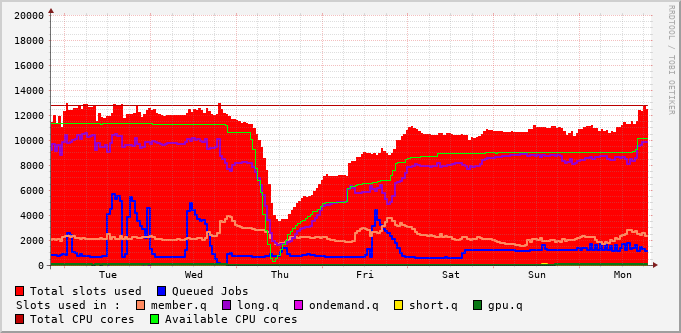 RRDTOOL / TOBI OETIKER
20000
18000
16000
14000
12000
10000
8000
6000
4000
2000
0
Tue Wed Thu Fri Sat Sun Mon
Total slots used Queued Jobs
Slots used in : member.q long.q ondemand.q short.q gpu.q
Total CPU cores Available CPU cores